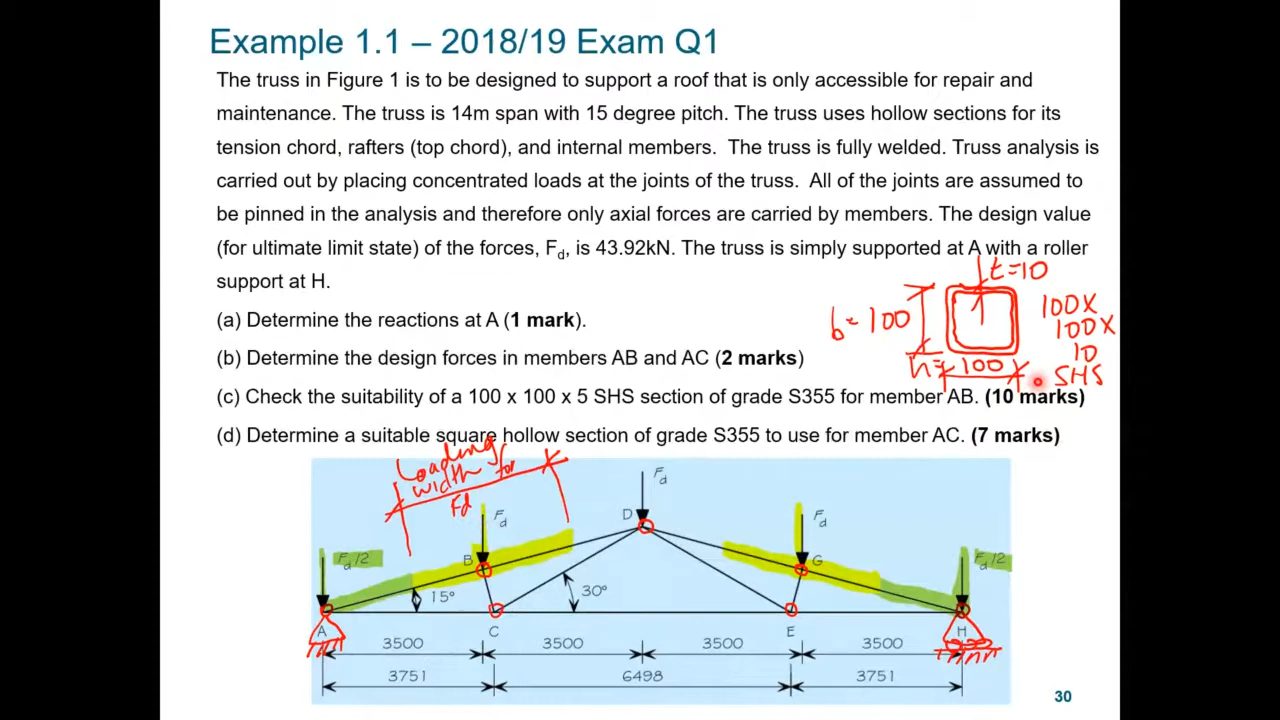 Example 1.1 – 2018/19 Exam Q1
The truss in Figure 1 is to be designed to support a roof that is only accessible for repair and
maintenance. The truss is 14m span with 15 degree pitch. The truss uses hollow sections for its
tension chord, rafters (top chord), and internal members. The truss is fully welded. Truss analysis is
carried out by placing concentrated loads at the joints of the truss. All of the joints are assumed to
be pinned in the analysis and therefore only axial forces are carried by members. The design value
(for ultimate limit state) of the forces, Fd, is 43.92kN. The truss is simply supported at A with a roller
support at H.
t=10
b = 100
100X
100X
10
SHS
h= 100
(a) Determine the reactions at A (1 mark).
(b) Determine the design forces in members AB and AC (2 marks)
(c) Check the suitability of a 100 x 100 x 5 SHS section of grade S355 for member AB. (10 marks)
(d) Determine a suitable square hollow section of grade S355 to use for member AC. (7 marks)
Loading
width for
Fd
Fd
D
Fd
Fd
Fd/2
B
G
Fd/2
15°
30°
A
C
E
H
3500
3500
3500
3500
3751
6498
3751
30